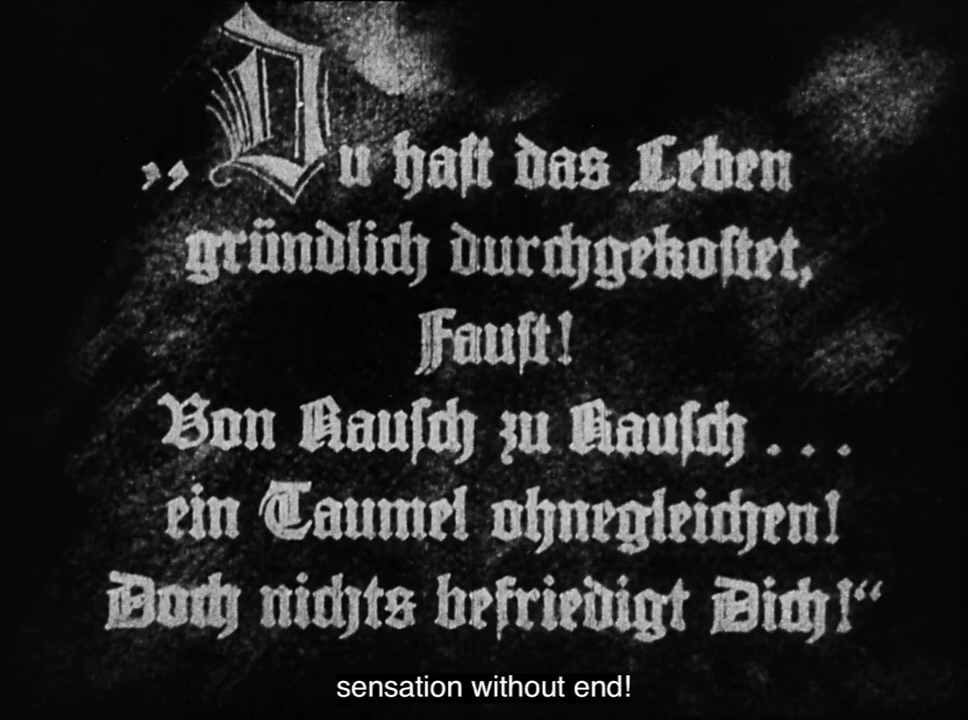 „Du hast das Leben
gründlich durchgekostet,
Faust!
Von Rausch zu Rausch . . .
ein Taumel ohnegleichen!
Doch nichts befriedigt Dich!“
sensation without end!